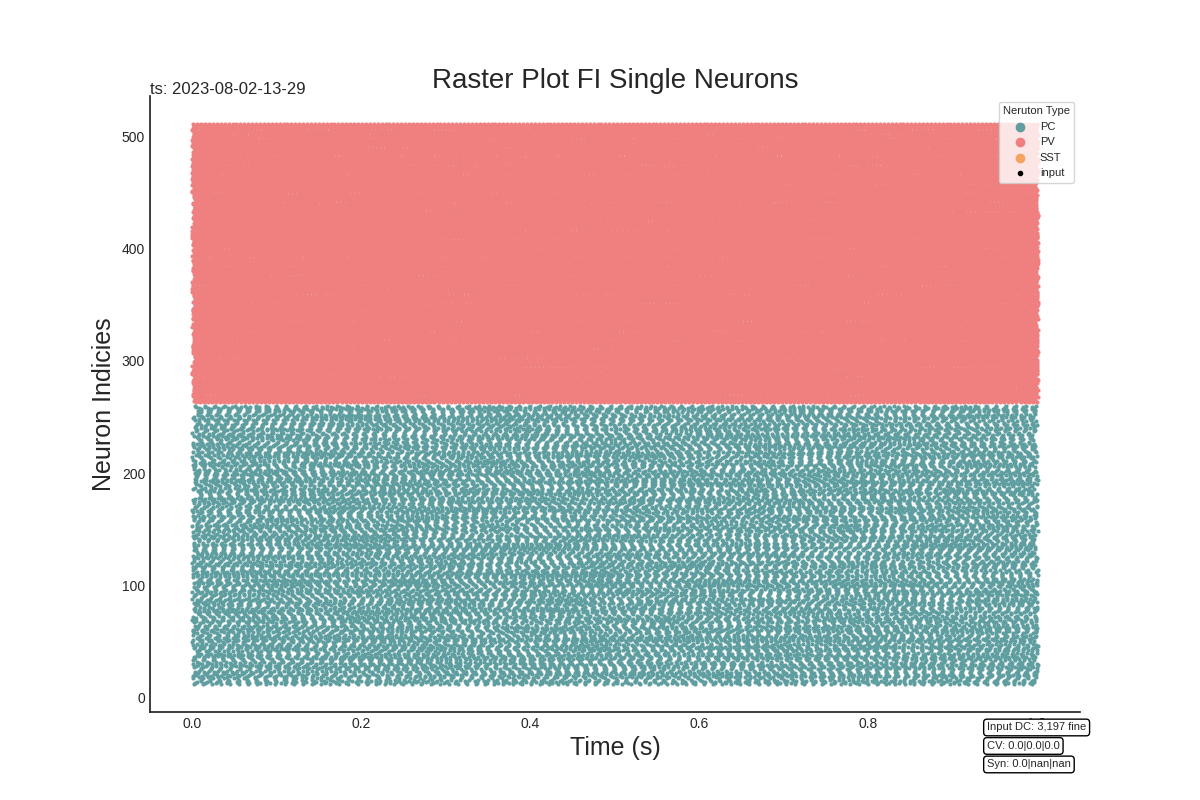 Raster Plot FI Single Neurons
ts: 2023-08-02-13-29
Neruton Type
PC
PV
SST
input
500
400
300
200
100
0
Neuron Indicies
0.0
0.2
0.4
0.6
0.8
Time (s)
Input DC: 3,197 fine
CV: 0.0|0.0|0.0
Syn: 0.0|nan|nan